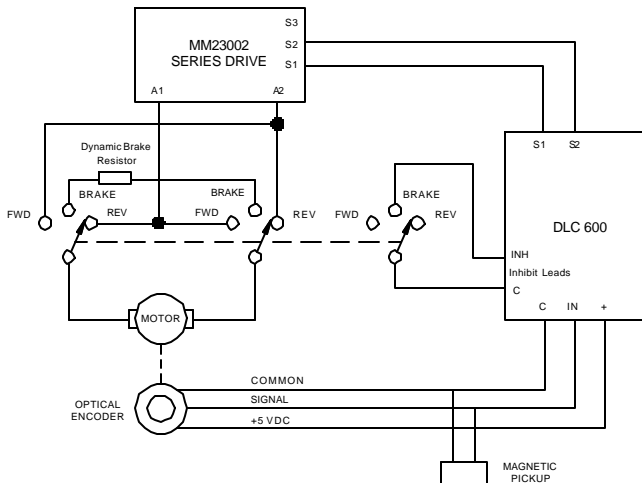 S3
MM23002
S2
SERIES DRIVE
S1
A1
A2
Dynamic Brake
Resistor
S1
S2
BRAKE
BRAKE
BRAKE
FWD
REV
FWD
REV
FWD
REV
DLC 600
INH
Inhibit Leads
C
C
IN
+
MOTOR
COMMON
OPTICAL
ENCODER
SIGNAL
+5 VDC
MAGNETIC
PICKUP